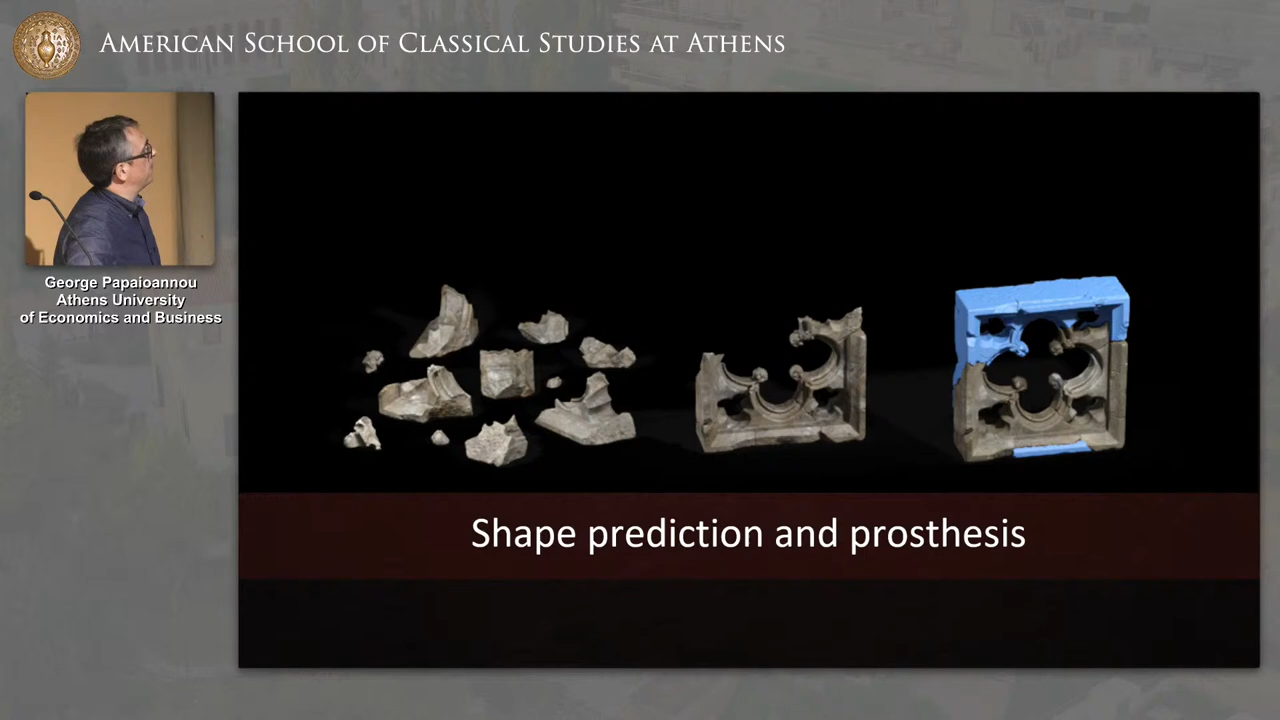 AMERICAN SCHOOL OF CLASSICAL STUDIES AT ATHENS
George Papaioannou
Athens University
of Economics and Business
Shape prediction and prosthesis